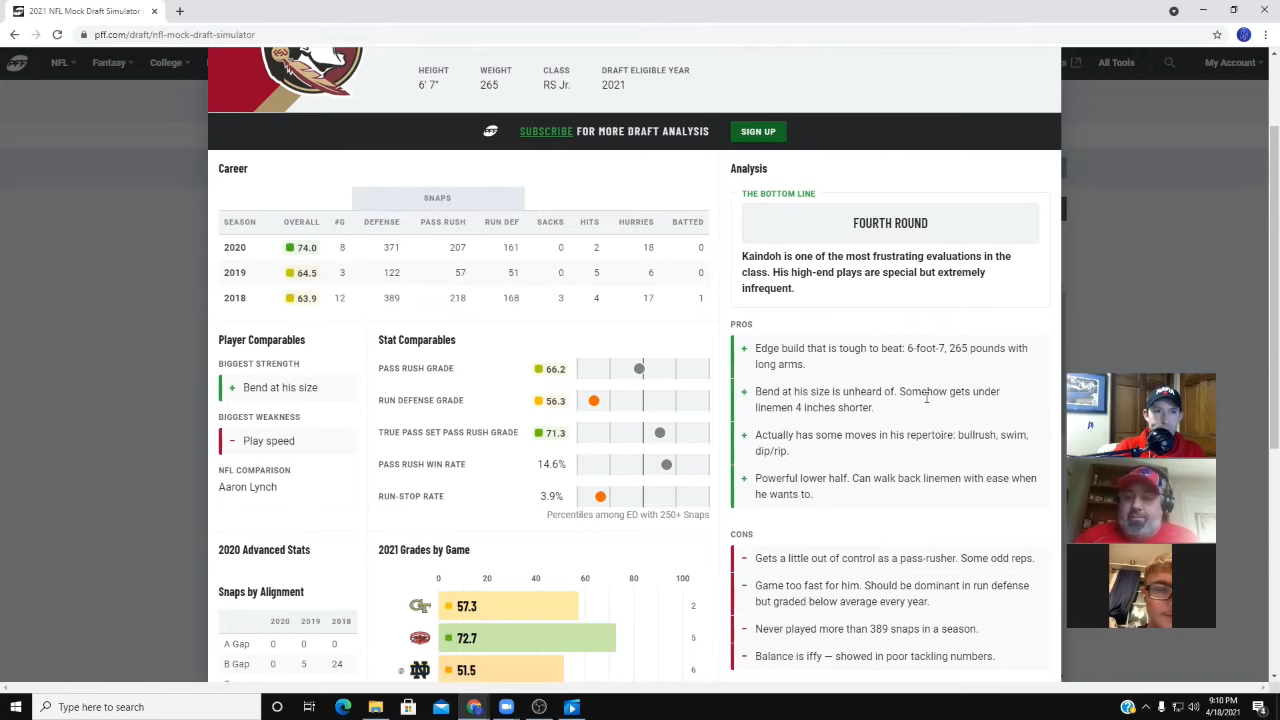 2021 NFL Mock Draft Simulator
pff.com/draft/nfl-mock-draft-simulator
NFL
Fantasy
College
All Tools
My Account
HEIGHT WEIGHT CLASS DRAFT ELIGIBLE YEAR
6' 7" 265 RS Jr. 2021
SUBSCRIBE FOR MORE DRAFT ANALYSIS SIGN UP
Career
SNAPS
SEASON OVERALL #G DEFENSE PASS RUSH RUN DEF SACKS HITS HURRIES BATTED
2020 74.0 8 371 207 161 0 2 18 0
2019 64.5 3 122 57 51 0 5 6 0
2018 63.9 12 389 218 168 3 4 17 1
Player Comparables
BIGGEST STRENGTH
+ Bend at his size
BIGGEST WEAKNESS
– Play speed
NFL COMPARISON
Aaron Lynch
Stat Comparables
PASS RUSH GRADE 66.2
RUN DEFENSE GRADE 56.3
TRUE PASS SET PASS RUSH GRADE 71.3
PASS RUSH WIN RATE 14.6%
RUN-STOP RATE 3.9%
Percentiles among ED with 250+ Snaps
2020 Advanced Stats
Snaps by Alignment
2020 2019 2018
A Gap 0 0 0
B Gap 0 5 24
2021 Grades by Game
0 20 40 60 80 100
GT 57.3 2
72.7 5
@ ND 51.5 6
Analysis
THE BOTTOM LINE
FOURTH ROUND
Kaindoh is one of the most frustrating evaluations in the
class. His high-end plays are special but extremely
infrequent.
PROS
+ Edge build that is tough to beat: 6-foot-7, 265 pounds with
long arms.
+ Bend at his size is unheard of. Somehow gets under
linemen 4 inches shorter.
+ Actually has some moves in his repertoire: bullrush, swim,
dip/rip.
+ Powerful lower half. Can walk back linemen with ease when
he wants to.
CONS
– Gets a little out of control as a pass-rusher. Some odd reps.
– Game too fast for him. Should be dominant in run defense
but graded below average every year.
– Never played more than 389 snaps in a season.
– Balance is iffy — showed in poor tackling numbers.
Type here to search
9:10 PM
4/18/2021